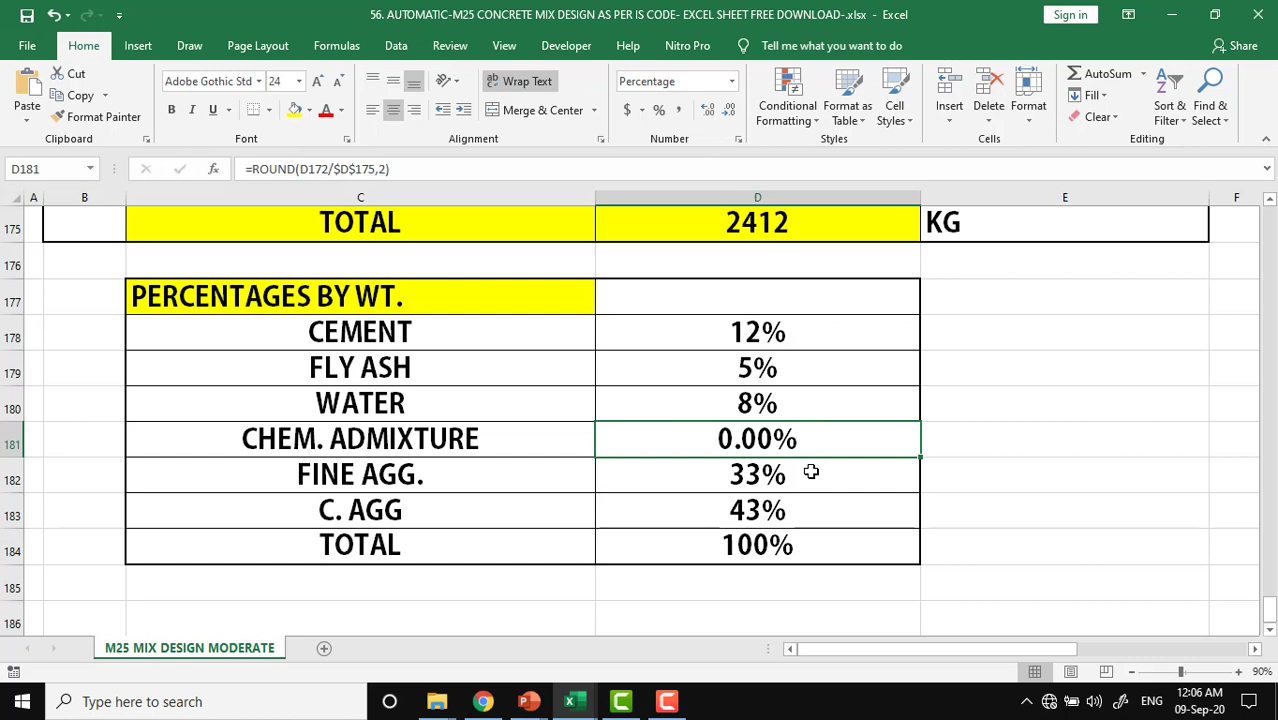 56. AUTOMATIC-M25 CONCRETE MIX DESIGN AS PER IS CODE- EXCEL SHEET FREE DOWNLOAD-.xlsx - Excel
Sign in
File Home Insert Draw Page Layout Formulas Data Review View Developer Help Nitro Pro Tell me what you want to do Share
Paste
Cut
Copy
Format Painter
Clipboard
Adobe Gothic Std 24
B I U
Font
Wrap Text
Merge & Center
Alignment
Percentage
$ % ,
Number
Conditional Formatting
Format as Table
Cell Styles
Styles
Insert
Delete
Format
Cells
AutoSum
Fill
Clear
Sort & Filter
Find & Select
Editing
D181 fx =ROUND(D172/$D$175,2)
A B C D E F
175 TOTAL 2412 KG
176
177 PERCENTAGES BY WT.
178 CEMENT 12%
179 FLY ASH 5%
180 WATER 8%
181 CHEM. ADMIXTURE 0.00%
182 FINE AGG. 33%
183 C. AGG 43%
184 TOTAL 100%
185
186
M25 MIX DESIGN MODERATE
90%
Type here to search
ENG
12:06 AM
09-Sep-20